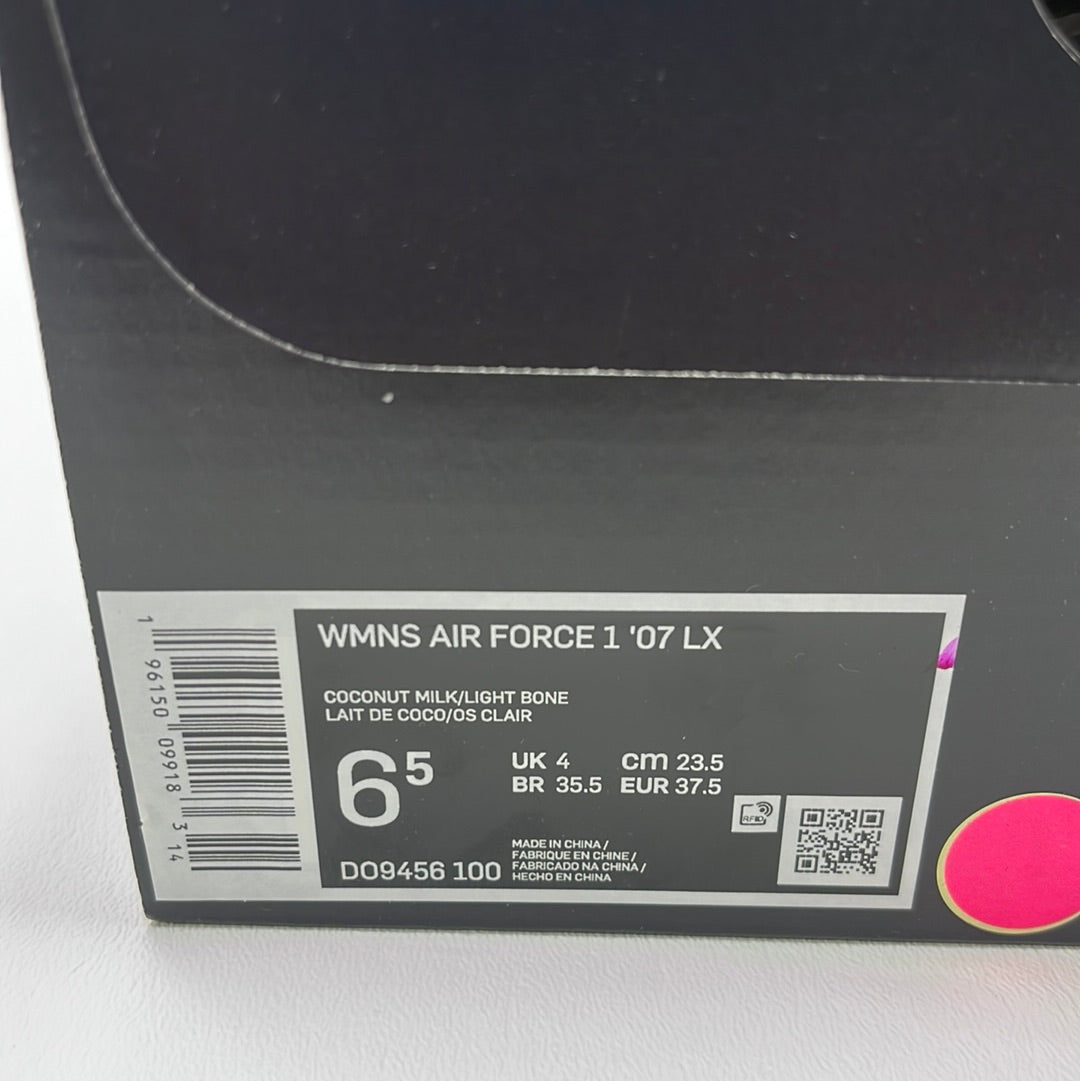 1 96150 09918 3 14
WMNS AIR FORCE 1 '07 LX
COCONUT MILK/LIGHT BONE
LAIT DE COCO/OS CLAIR
6⁵
UK 4 cm 23.5
BR 35.5 EUR 37.5
RFID
DO9456 100
MADE IN CHINA /
FABRIQUE EN CHINE /
FABRICADO NA CHINA /
HECHO EN CHINA